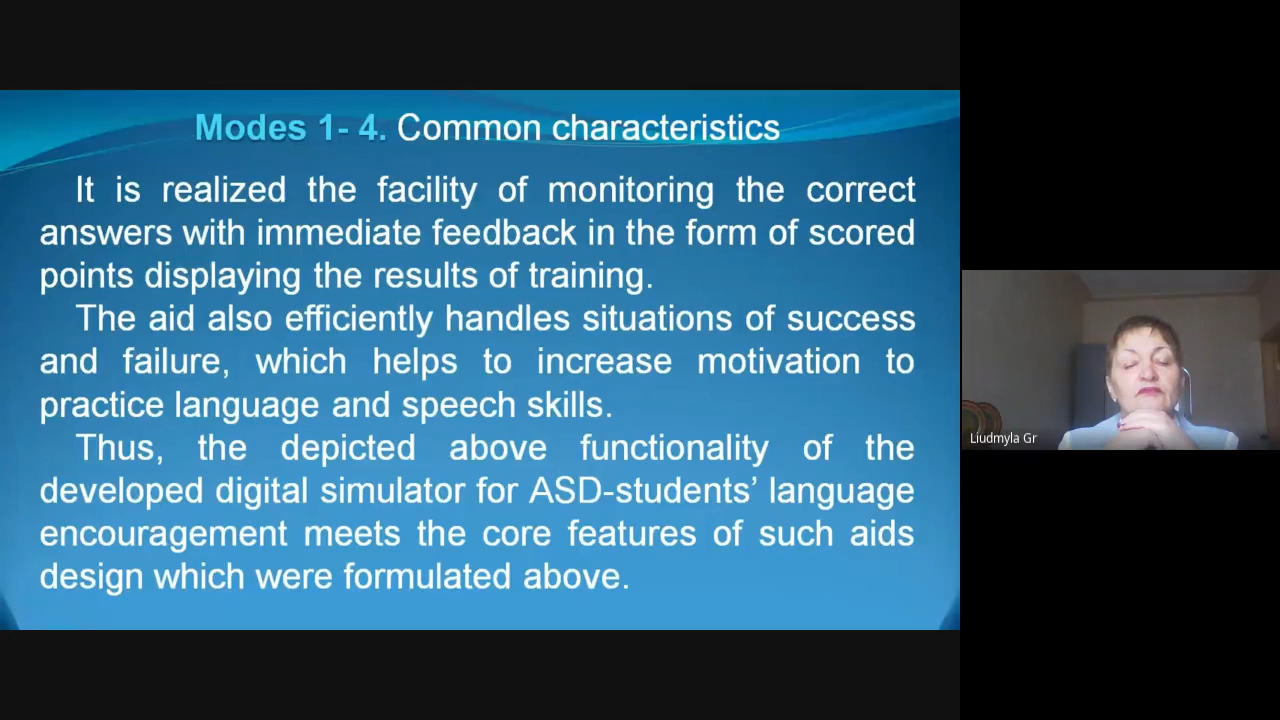 Modes 1- 4. Common characteristics
It is realized the facility of monitoring the correct
answers with immediate feedback in the form of scored
points displaying the results of training.
The aid also efficiently handles situations of success
and failure, which helps to increase motivation to
practice language and speech skills.
Thus, the depicted above functionality of the
developed digital simulator for ASD-students’ language
encouragement meets the core features of such aids
design which were formulated above.
Liudmyla Gr